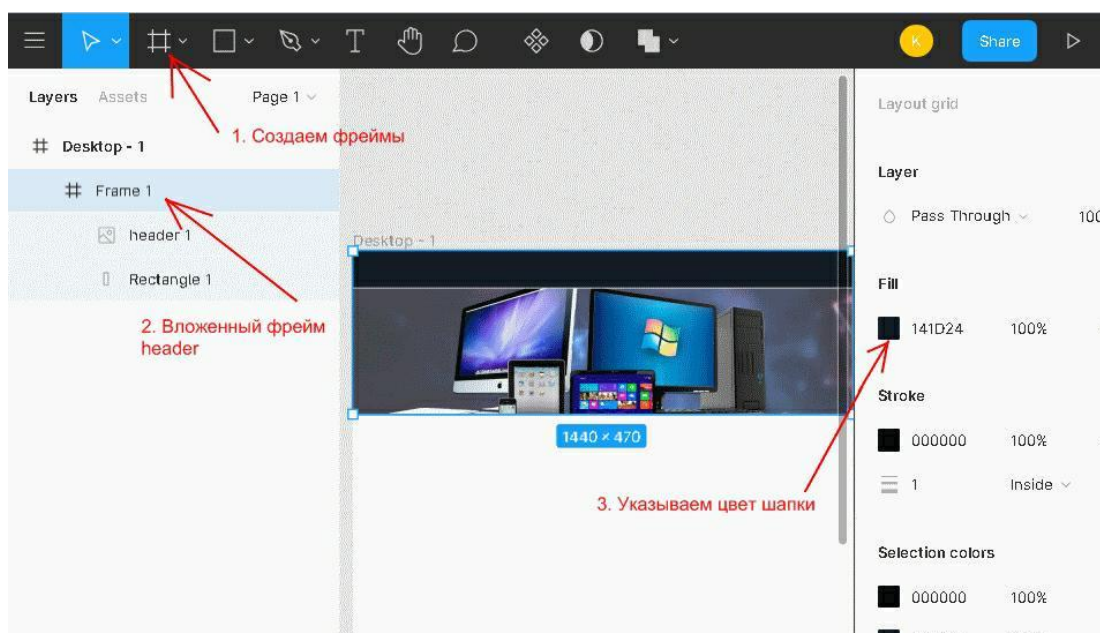 K
Share
Layers Assets Page 1
1. Создаем фреймы
Desktop - 1
Frame 1
header 1
Rectangle 1
2. Вложенный фрейм
header
Desktop - 1
1440 × 470
3. Указываем цвет шапки
Layout grid
Layer
Pass Through 100
Fill
141D24 100%
Stroke
000000 100%
1 Inside
Selection colors
000000 100%